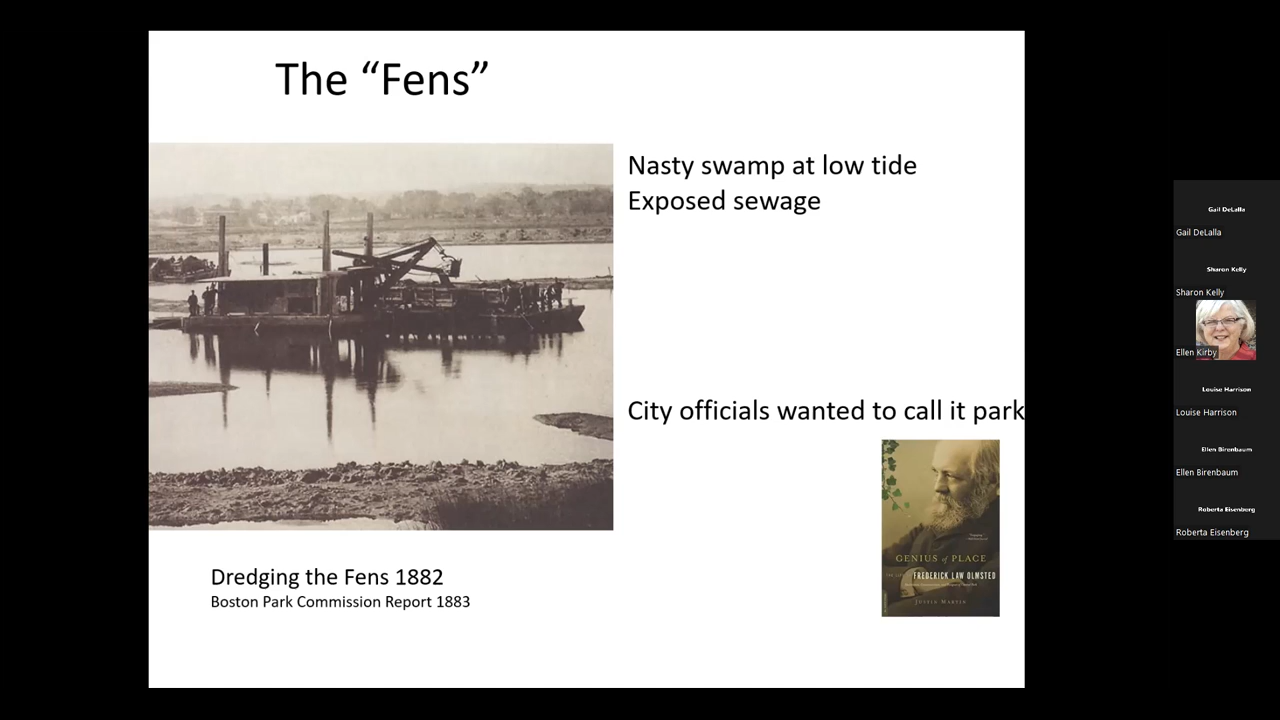 The “Fens”
Nasty swamp at low tide
Exposed sewage
City officials wanted to call it park
GENIUS of PLACE
FREDERICK LAW OLMSTED
JUSTIN MARTIN
Dredging the Fens 1882
Boston Park Commission Report 1883
Gail DeLalla
Gail DeLalla
Sharon Kelly
Sharon Kelly
Ellen Kirby
Louise Harrison
Louise Harrison
Ellen Birenbaum
Ellen Birenbaum
Roberta Eisenberg
Roberta Eisenberg